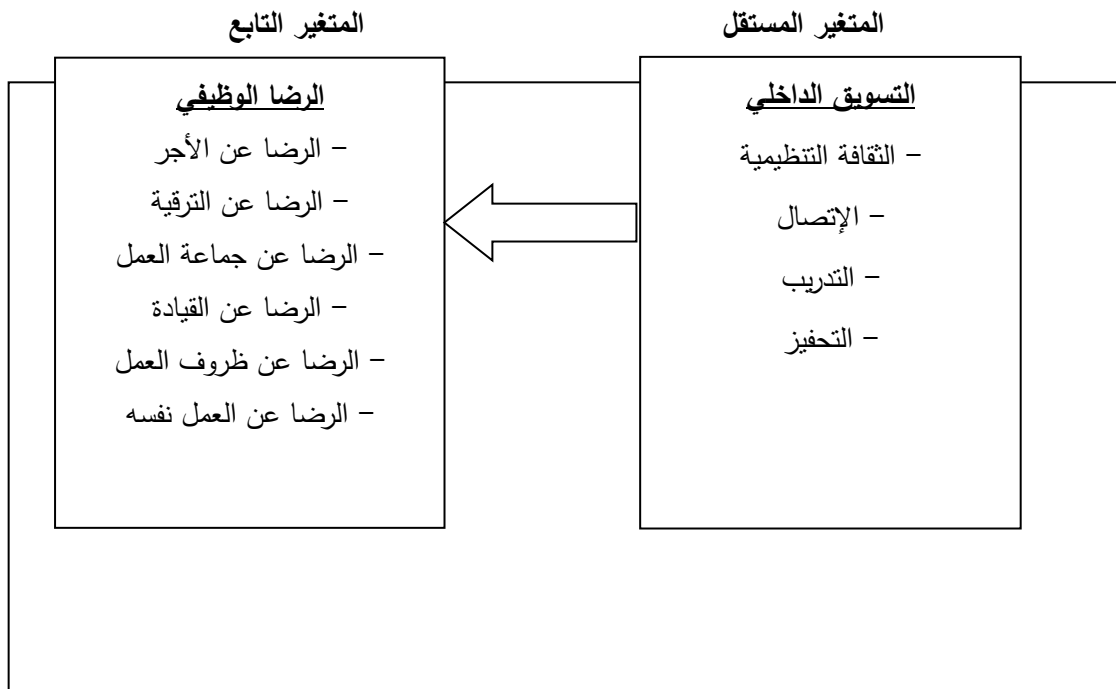 المتغير المستقل
المتغير التابع
التسويق الداخلي
– الثقافة التنظيمية
– الإتصال
– التدريب
– التحفيز
الرضا الوظيفي
– الرضا عن الأجر
– الرضا عن الترقية
– الرضا عن جماعة العمل
– الرضا عن القيادة
– الرضا عن ظروف العمل
– الرضا عن العمل نفسه